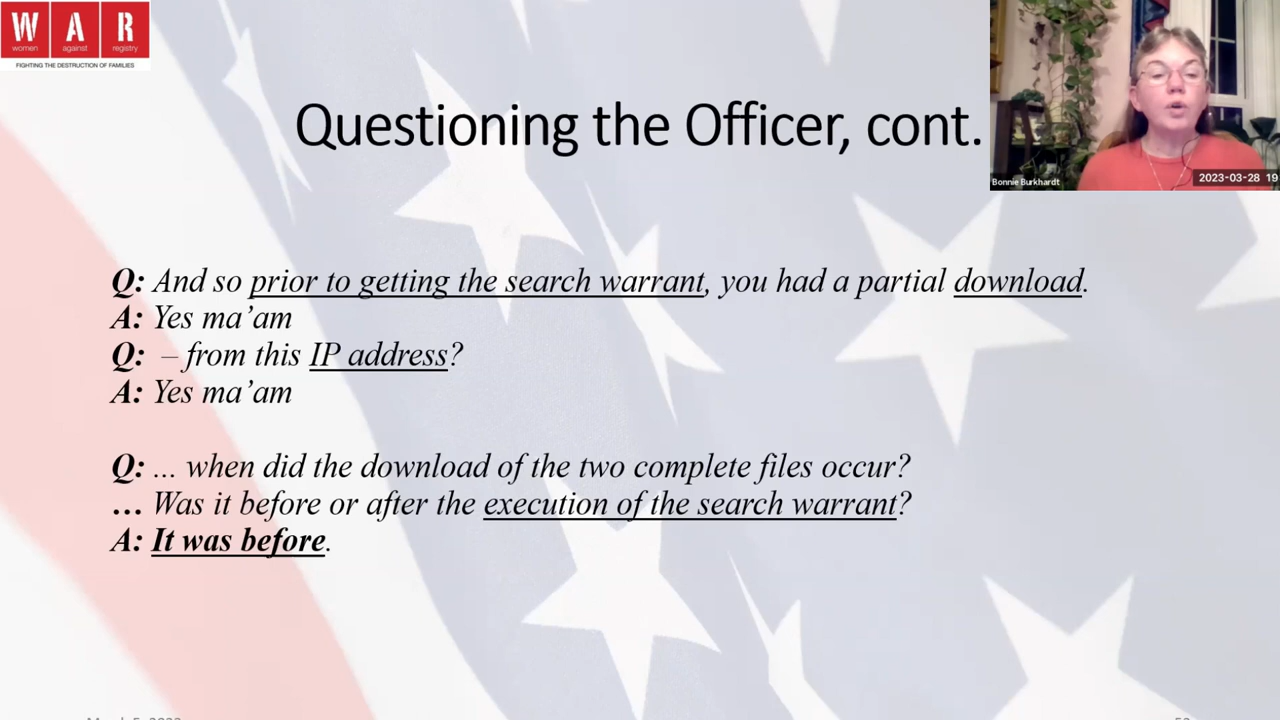 W A R
women against registry
FIGHTING THE DESTRUCTION OF FAMILIES
Questioning the Officer, cont.
Bonnie Burkhardt
2023-03-28 19
Q: And so prior to getting the search warrant, you had a partial download.
A: Yes ma’am
Q: – from this IP address?
A: Yes ma’am
Q: ... when did the download of the two complete files occur?
... Was it before or after the execution of the search warrant?
A: It was before.